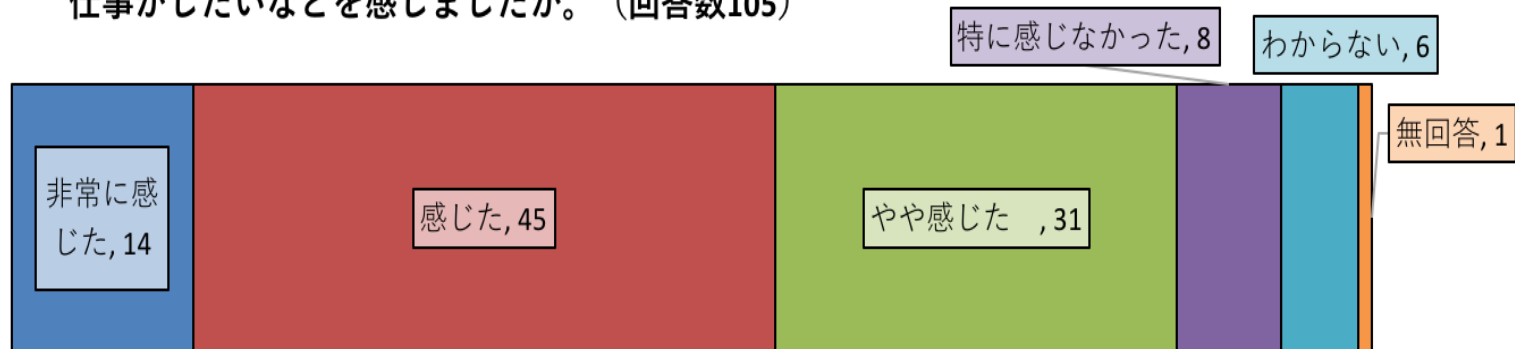 仕事がしたいなどを感じましたか。（回答数105）
特に感じなかった, 8
わからない, 6
無回答, 1
非常に感
じた, 14
感じた, 45
やや感じた　, 31